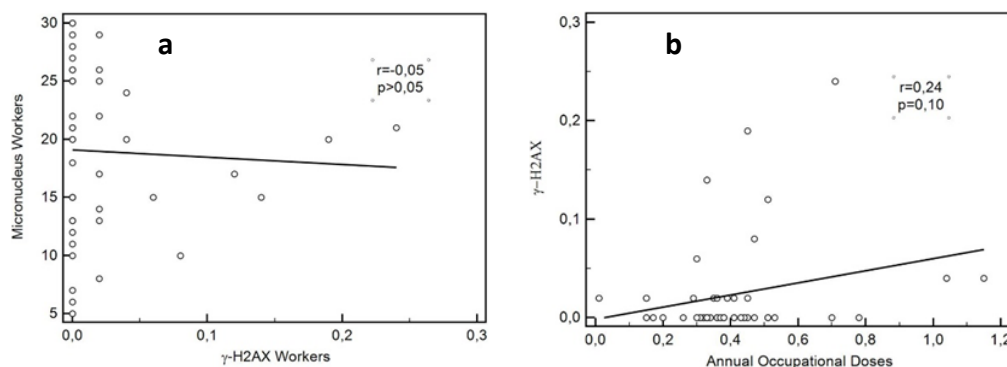 a
30
25
20
15
10
5
0,0
0,1
0,2
0,3
r=-0,05
p>0,05
Micronucleus Workers
γ-H2AX Workers
b
0,3
0,2
0,1
0,0
0,0
0,2
0,4
0,6
0,8
1,0
1,2
r=0,24
p=0,10
γ-H2AX
Annual Occupational Doses